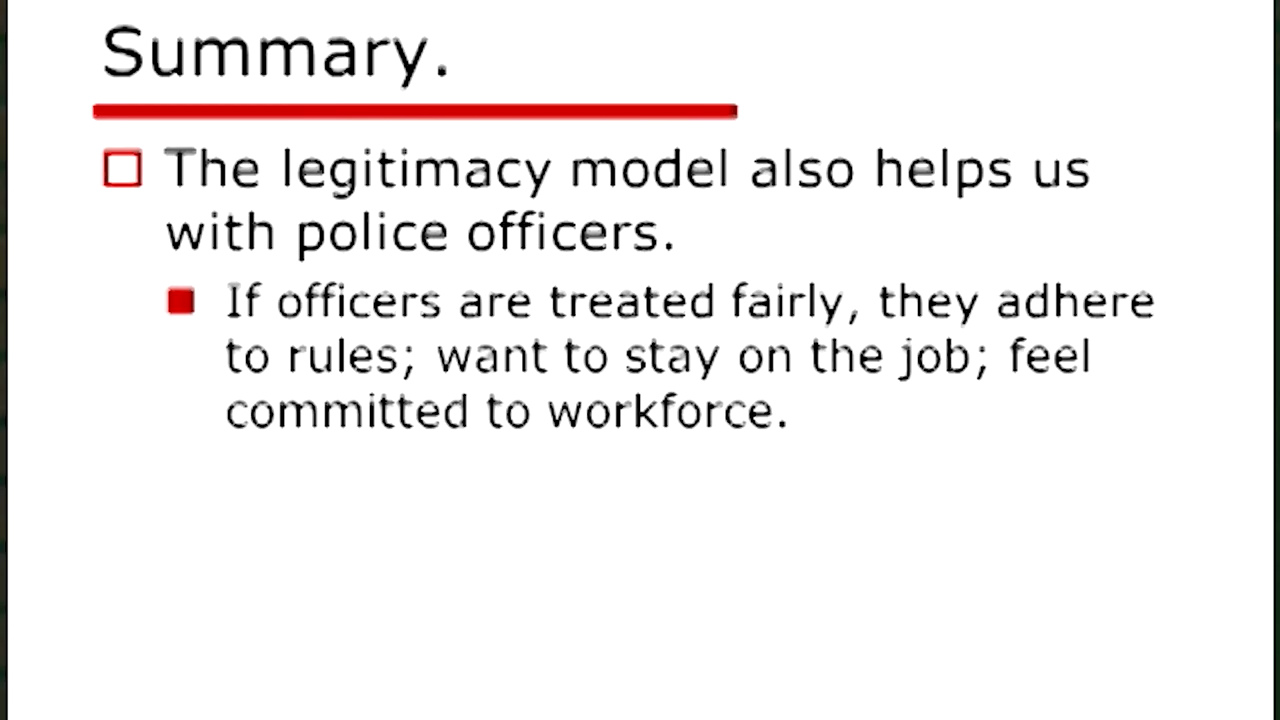 Summary.
The legitimacy model also helps us
with police officers.
If officers are treated fairly, they adhere
to rules; want to stay on the job; feel
committed to workforce.